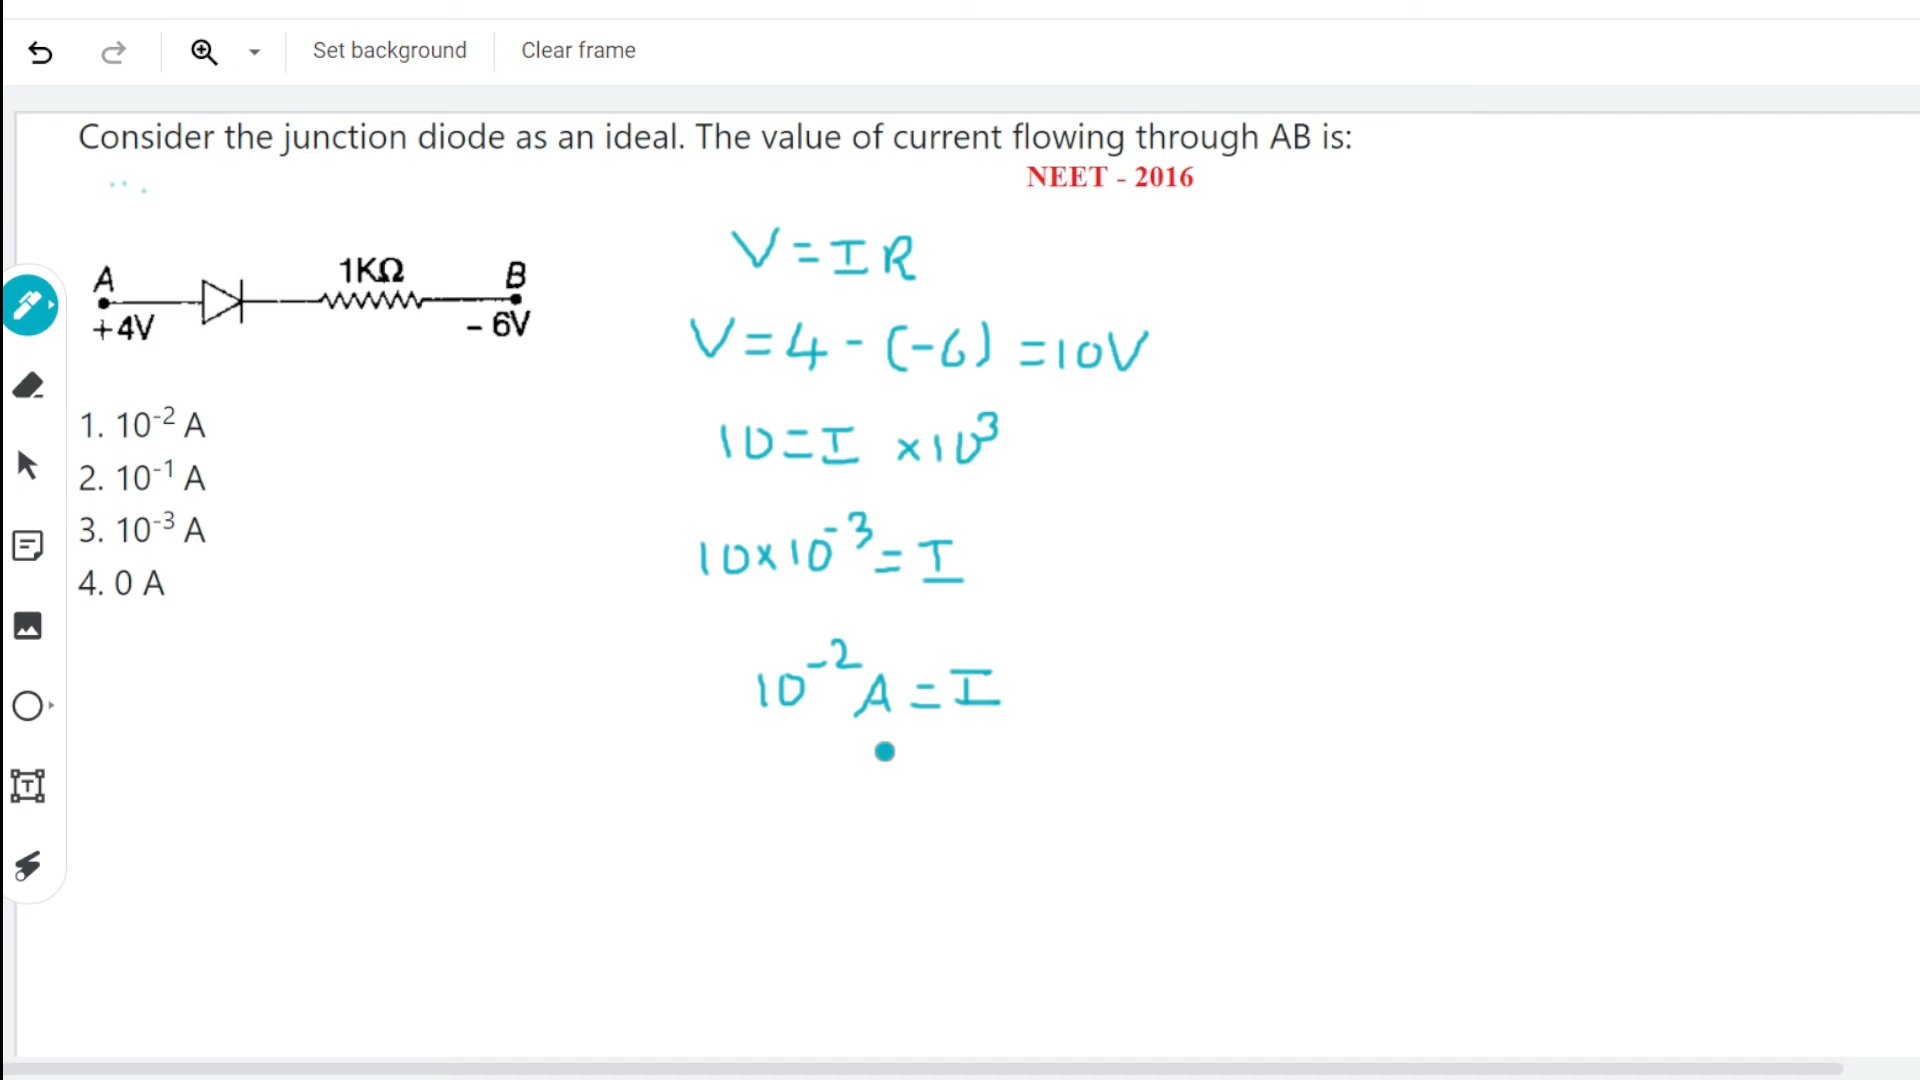 Set background
Clear frame
Consider the junction diode as an ideal. The value of current flowing through AB is:
NEET - 2016
A
1KΩ
B
+4V
- 6V
1. 10⁻² A
2. 10⁻¹ A
3. 10⁻³ A
4. 0 A
V = I R
V = 4 - (-6) = 10V
10 = I × 10³
10 × 10⁻³ = I
10⁻² A = I